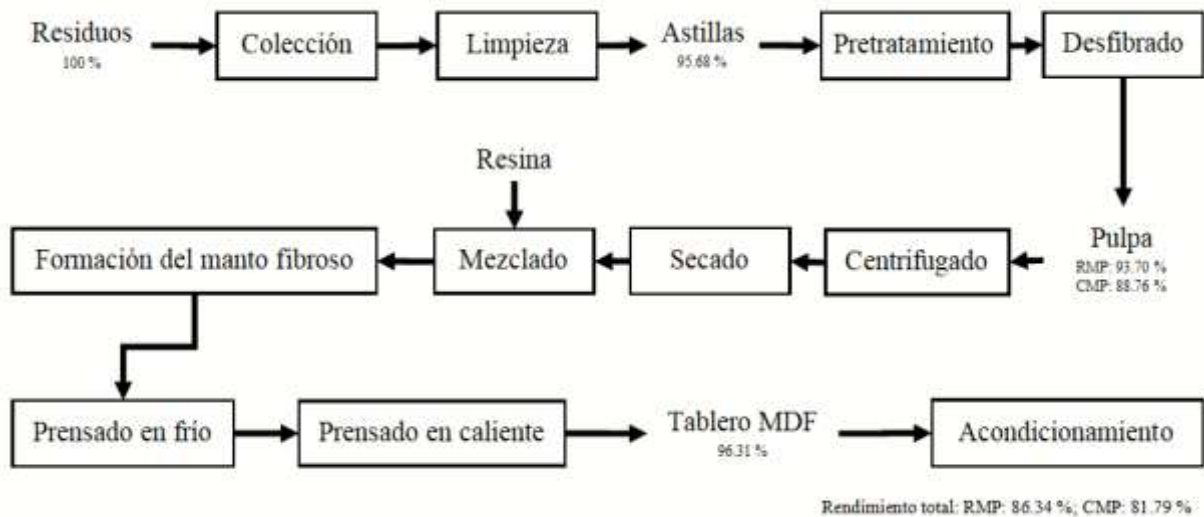 Residuos
100 %
Colección
Limpieza
Astillas
95.68 %
Pretratamiento
Desfibrado
Resina
Formación del manto fibroso
Mezclado
Secado
Centrifugado
Pulpa
RMP: 93.70 %
CMP: 88.76 %
Prensado en frío
Prensado en caliente
Tablero MDF
96.31 %
Acondicionamiento
Rendimiento total: RMP: 86.34 %; CMP: 81.79 %